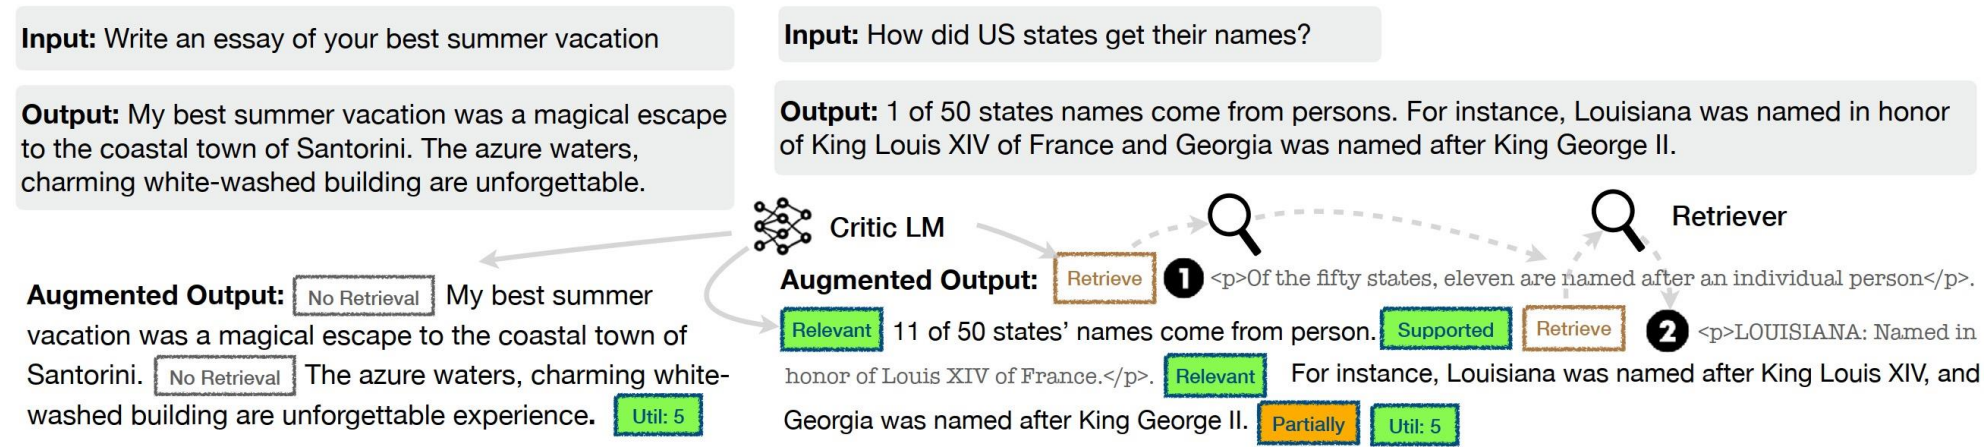 Input: Write an essay of your best summer vacation
Output: My best summer vacation was a magical escape
to the coastal town of Santorini. The azure waters,
charming white-washed building are unforgettable.
Augmented Output: No Retrieval My best summer
vacation was a magical escape to the coastal town of
Santorini. No Retrieval The azure waters, charming white-
washed building are unforgettable experience. Util: 5
Input: How did US states get their names?
Output: 1 of 50 states names come from persons. For instance, Louisiana was named in honor
of King Louis XIV of France and Georgia was named after King George II.
Critic LM
Retriever
Augmented Output: Retrieve 1 <p>Of the fifty states, eleven are named after an individual person</p>.
Relevant 11 of 50 states' names come from person. Supported Retrieve 2 <p>LOUISIANA: Named in
honor of Louis XIV of France.</p>. Relevant For instance, Louisiana was named after King Louis XIV, and
Georgia was named after King George II. Partially Util: 5